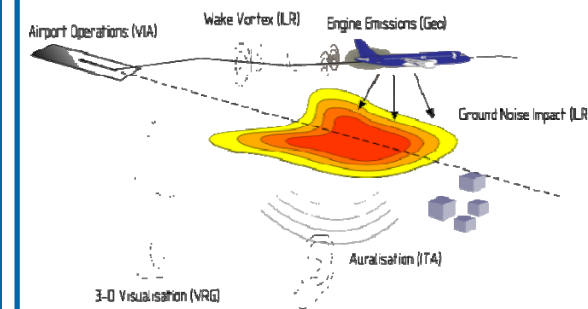 Wake Vortex (ILR)
Engine Emissions (Geo)
Airport Operations (VIA)
Ground Noise Impact (ILR
Auralisation (ITA)
3-D Visualisation (VRG)